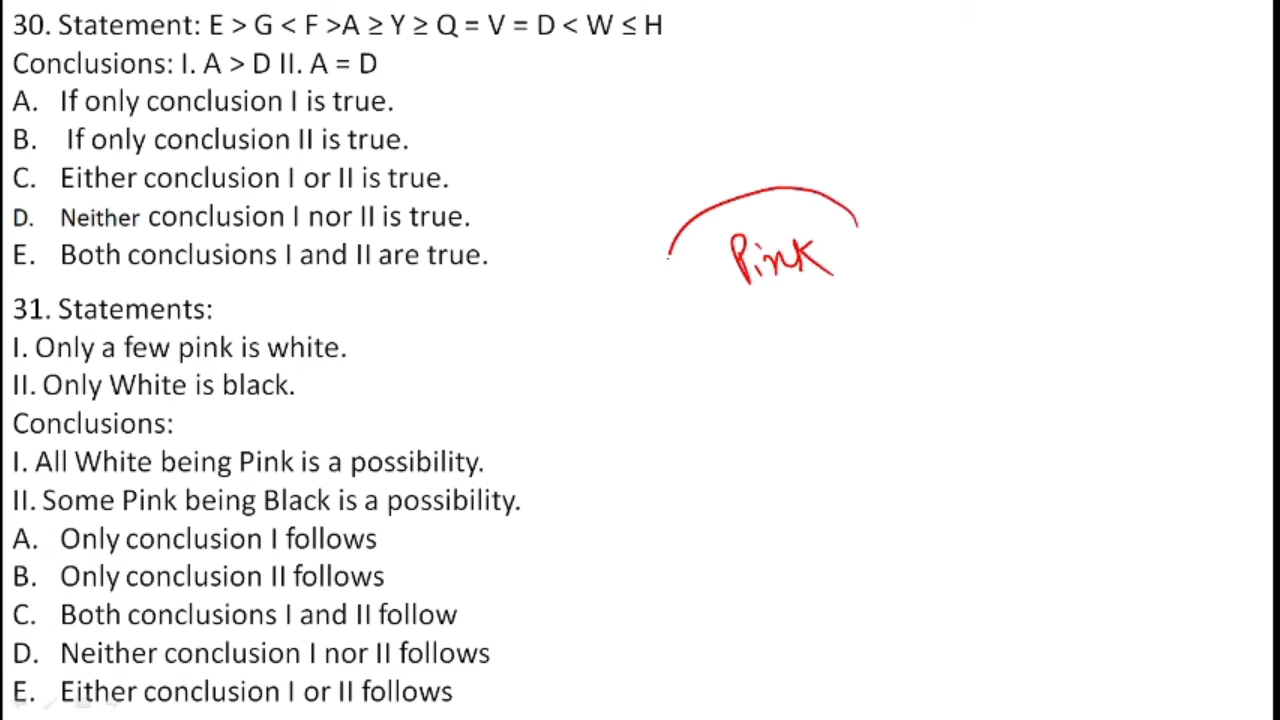 30. Statement: E > G < F >A ≥ Y ≥ Q = V = D < W ≤ H
Conclusions: I. A > D II. A = D
A. If only conclusion I is true.
B. If only conclusion II is true.
C. Either conclusion I or II is true.
D. Neither conclusion I nor II is true.
E. Both conclusions I and II are true.
Pink
31. Statements:
I. Only a few pink is white.
II. Only White is black.
Conclusions:
I. All White being Pink is a possibility.
II. Some Pink being Black is a possibility.
A. Only conclusion I follows
B. Only conclusion II follows
C. Both conclusions I and II follow
D. Neither conclusion I nor II follows
E. Either conclusion I or II follows